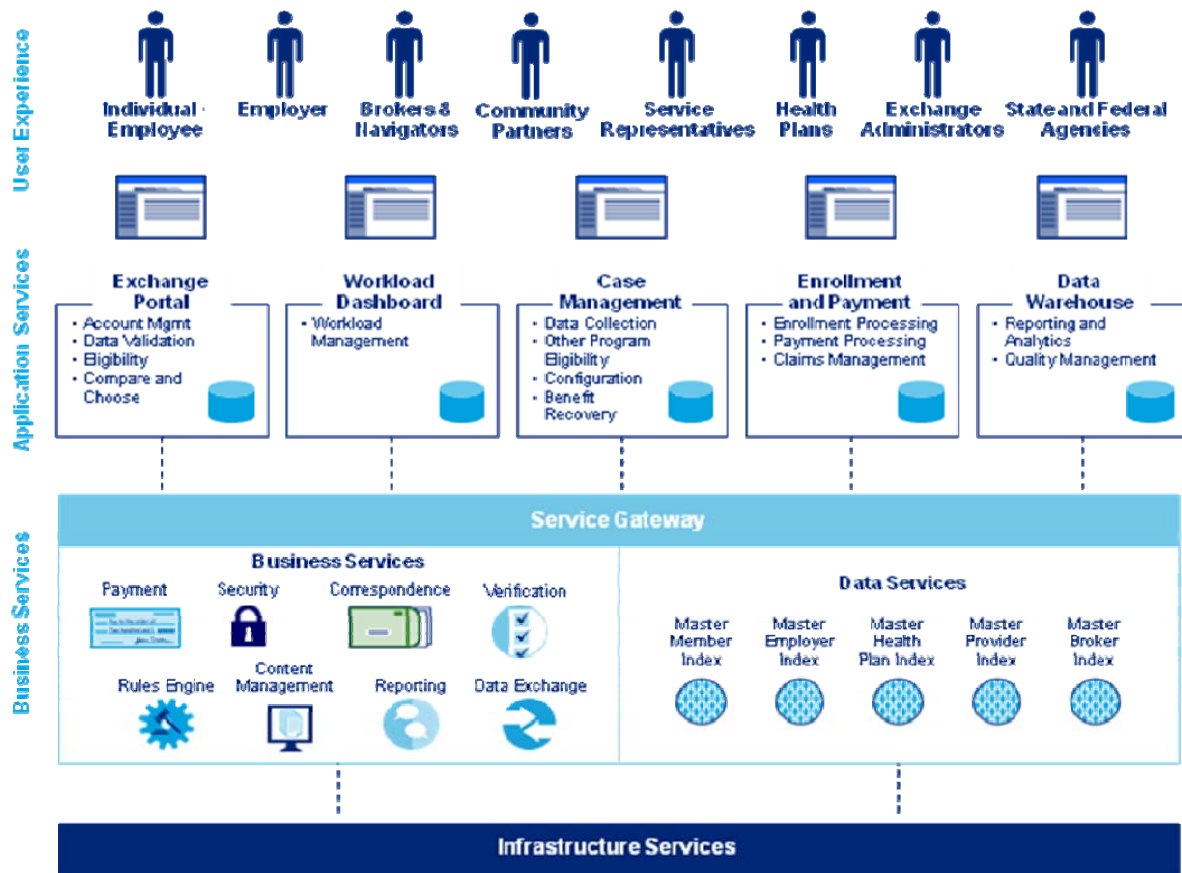 User Experience
Individual -
Employee
Employer
Brokers &
Navigators
Community
Partners
Service
Representatives
Health
Plans
Exchange
Administrators
State and Federal
Agencies
Application Services
Exchange
Portal
• Account Mgmt
• Data Validation
• Eligibility
• Compare and
Choose
Workload
Dashboard
• Workload
Management
Case
Management
• Data Collection
• Other Program
Eligibility
• Configuration
• Benefit
Recovery
Enrollment
and Payment
• Enrollment Processing
• Payment Processing
• Claims Management
Data
Warehouse
• Reporting and
Analytics
• Quality Management
Service Gateway
Business Services
Business Services
Payment
Security
Correspondence
Verification
Rules Engine
Content
Management
Reporting
Data Exchange
Data Services
Master
Member
Index
Master
Employer
Index
Master
Health
Plan Index
Master
Provider
Index
Master
Broker
Index
Infrastructure Services